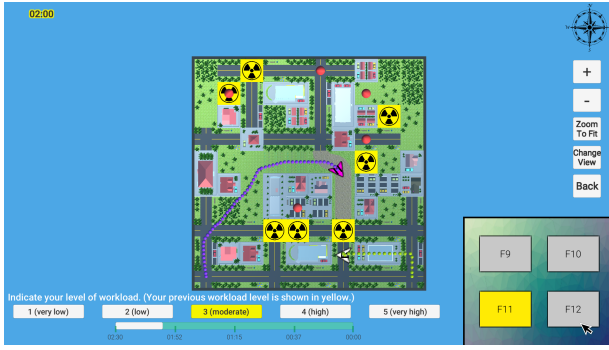 02:00
N
+
-
Zoom
To Fit
Change
View
Back
F9
F10
F11
F12
Indicate your level of workload. (Your previous workload level is shown in yellow.)
1 (very low)
2 (low)
3 (moderate)
4 (high)
5 (very high)
02:30
01:52
01:15
00:37
00:00